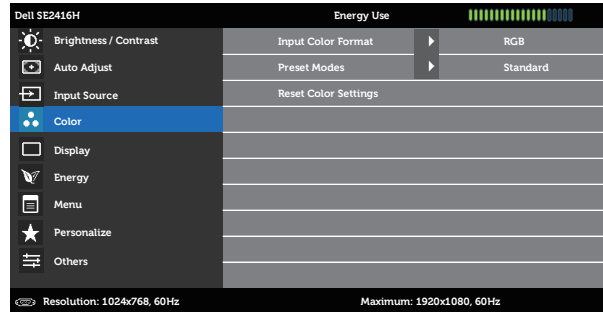 Dell SE2416H Energy Use
Brightness / Contrast Input Color Format RGB
Auto Adjust Preset Modes Standard
Input Source Reset Color Settings
Color
Display
Energy
Menu
Personalize
Others
Resolution: 1024x768, 60Hz Maximum: 1920x1080, 60Hz